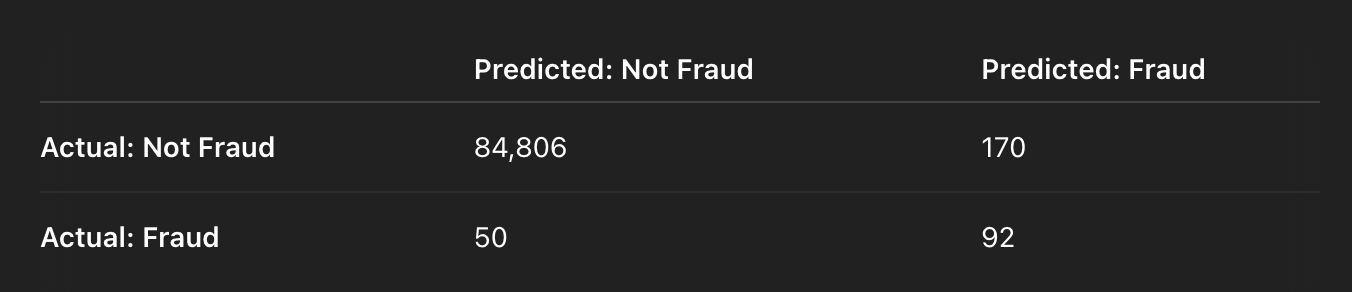 Predicted: Not Fraud Predicted: Fraud
Actual: Not Fraud 84,806 170
Actual: Fraud 50 92